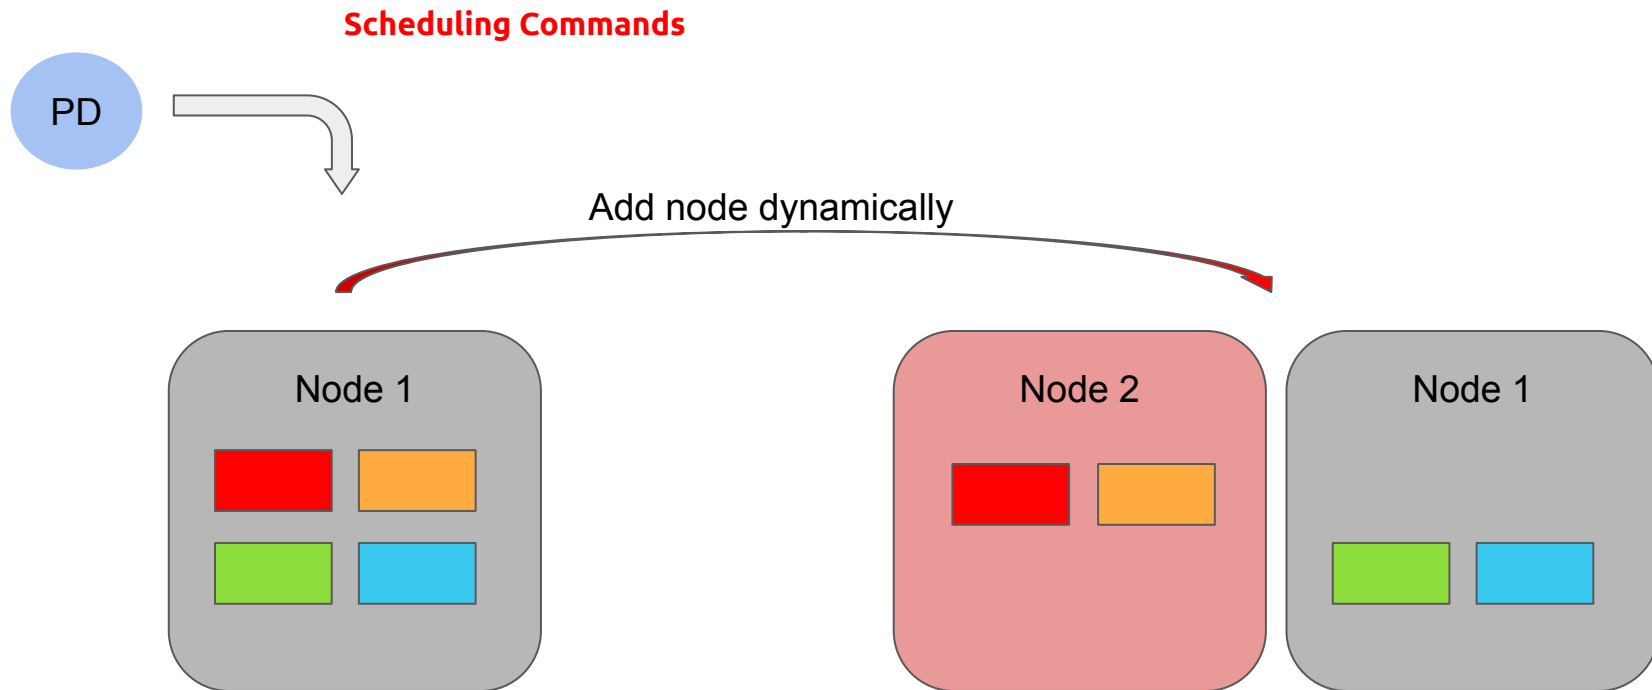 Scheduling Commands
PD
Add node dynamically
Node 1
Node 2
Node 1